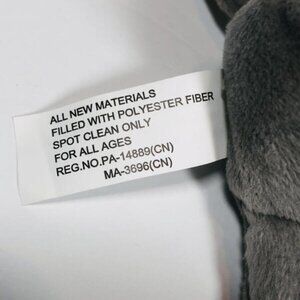 ALL NEW MATERIALS
FILLED WITH POLYESTER FIBER
SPOT CLEAN ONLY
FOR ALL AGES
REG.NO.PA-14889(CN)
MA-3696(CN)